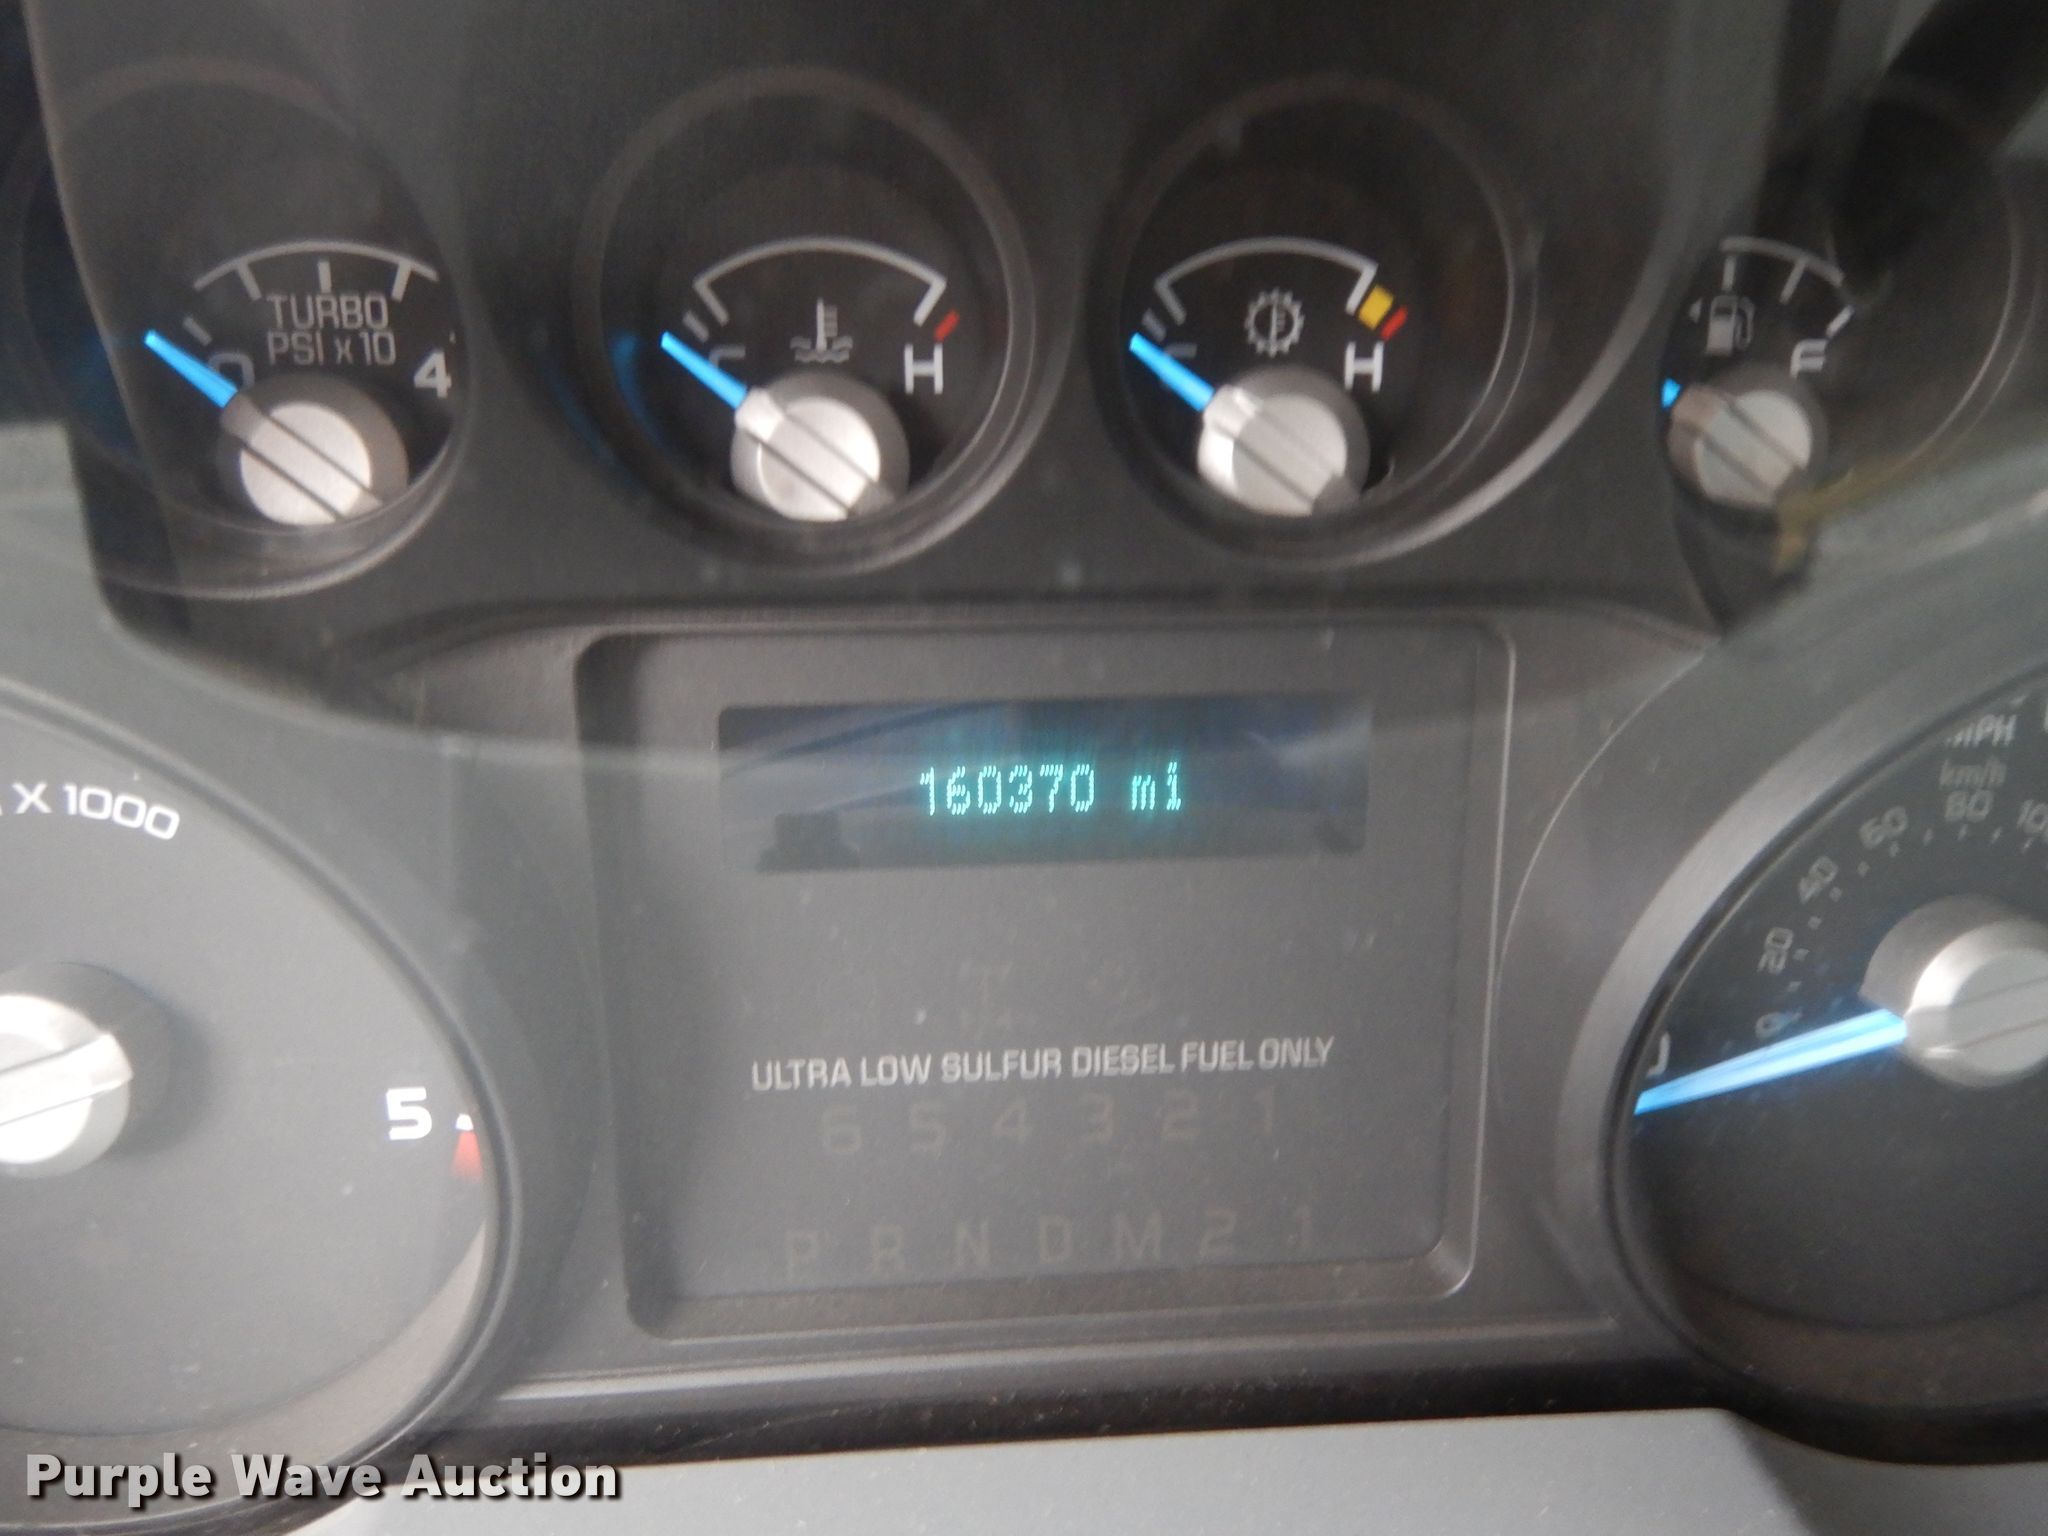 TURBO
PSI x 10
4
H
H
F
160370 mi
X 1000
MPH
km/h
20 40 60 80
0
5
ULTRA LOW SULFUR DIESEL FUEL ONLY
6 5 4 3 2 1
P R N D M 2 1
Purple Wave Auction